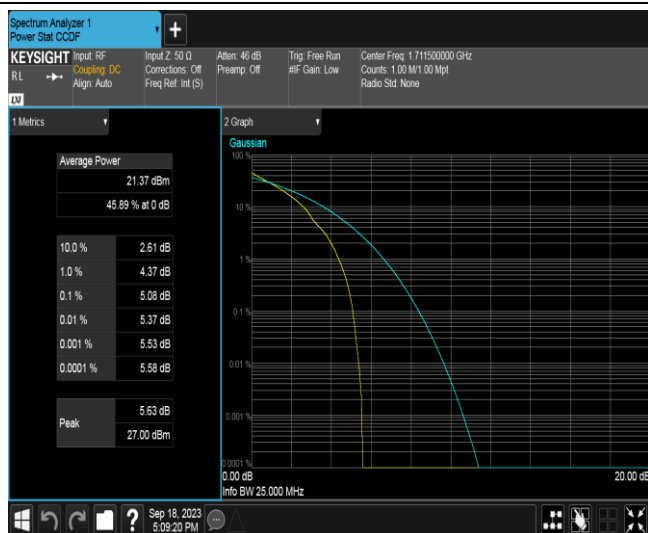 Spectrum Analyzer 1
Power Stat CCDF
+
KEYSIGHT
RL
LXI
Input: RF
Coupling: DC
Align: Auto
Input Z: 50 Ω
Corrections: Off
Freq Ref: Int (S)
Atten: 46 dB
Preamp: Off
Trig: Free Run
#IF Gain: Low
Center Freq: 1.711500000 GHz
Counts: 1.00 M/1.00 Mpt
Radio Std: None
1 Metrics
Average Power
21.37 dBm
45.89 % at 0 dB
10.0 % 2.61 dB
1.0 % 4.37 dB
0.1 % 5.08 dB
0.01 % 5.37 dB
0.001 % 5.53 dB
0.0001 % 5.58 dB
Peak
5.63 dB
27.00 dBm
2 Graph
Gaussian
100 %
10 %
1 %
0.1 %
0.01 %
0.001 %
0.0001 %
0.00 dB
20.00 dB
Info BW 25.000 MHz
?
Sep 18, 2023
5:09:20 PM